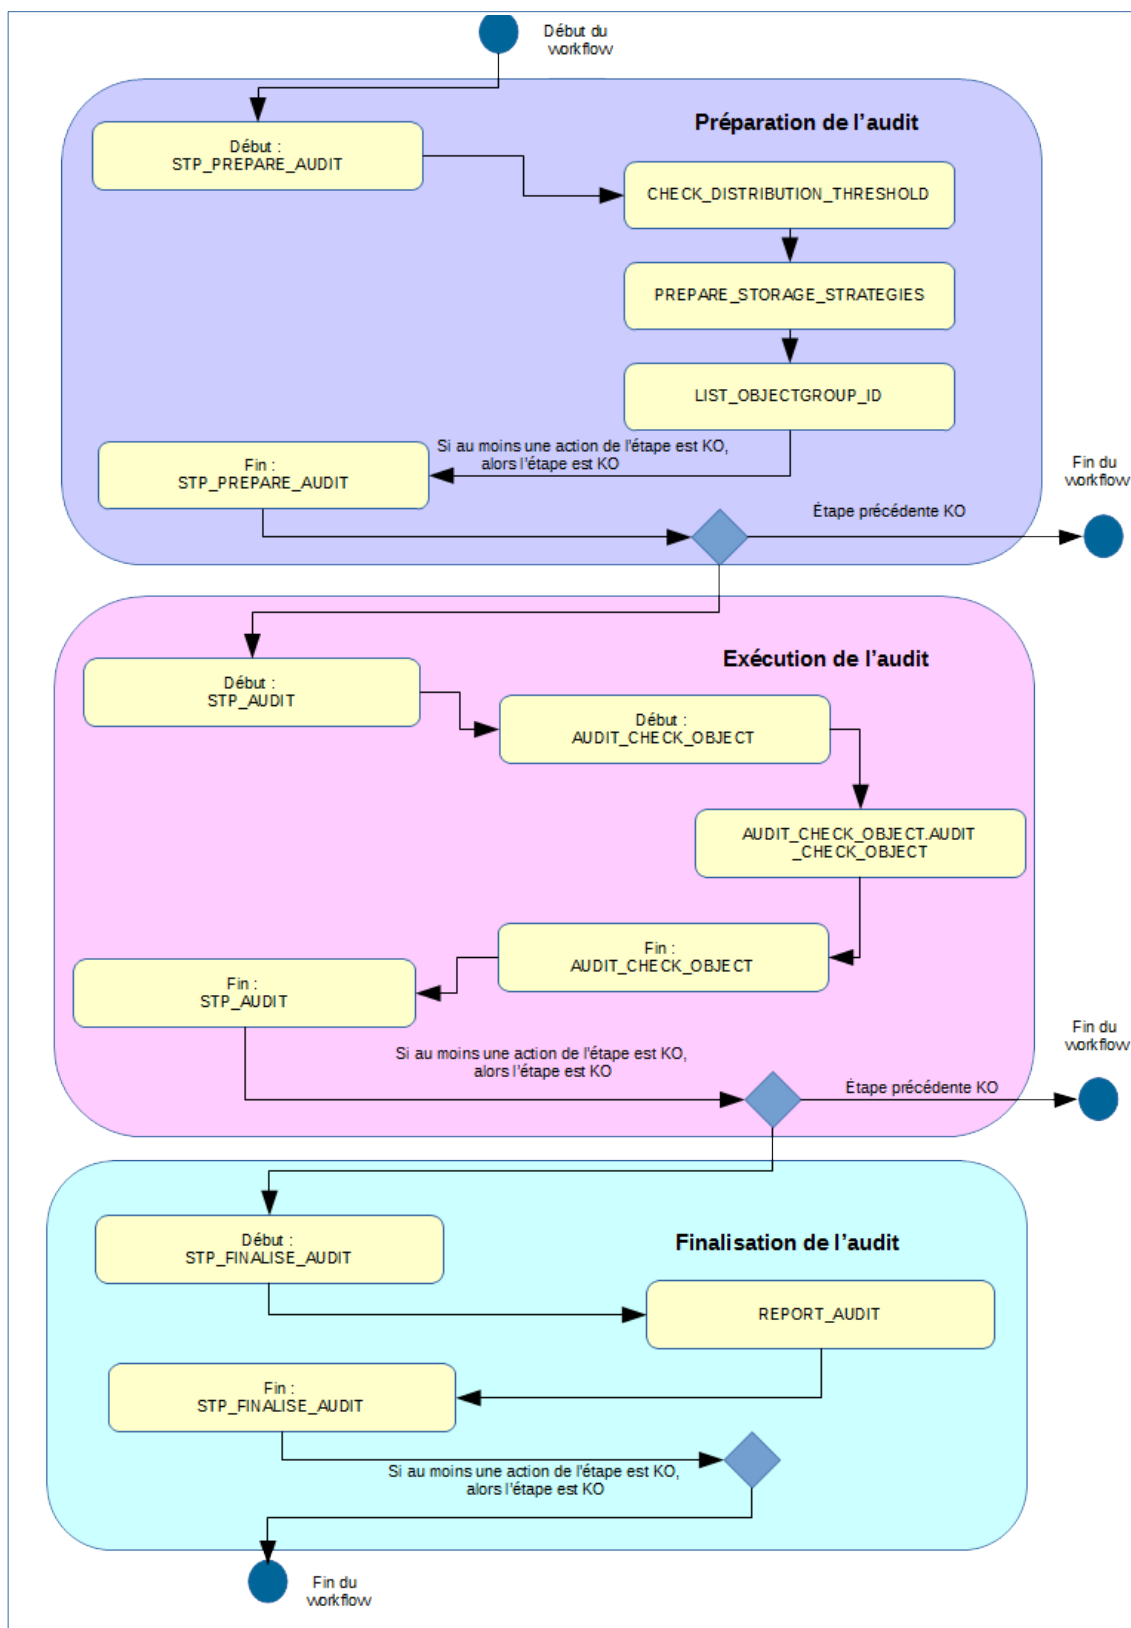 Début du
workflow
Préparation de l'audit
Début :
STP_PREPARE_AUDIT
CHECK_DISTRIBUTION_THRESHOLD
PREPARE_STORAGE_STRATEGIES
LIST_OBJECTGROUP_ID
Si au moins une action de l'étape est KO,
alors l'étape est KO
Fin :
STP_PREPARE_AUDIT
Fin du
workflow
Étape précédente KO
Exécution de l'audit
Début :
STP_AUDIT
Début :
AUDIT_CHECK_OBJECT
AUDIT_CHECK_OBJECT.AUDIT
_CHECK_OBJECT
Fin :
AUDIT_CHECK_OBJECT
Fin :
STP_AUDIT
Si au moins une action de l'étape est KO,
alors l'étape est KO
Fin du
workflow
Étape précédente KO
Finalisation de l'audit
Début :
STP_FINALISE_AUDIT
REPORT_AUDIT
Fin :
STP_FINALISE_AUDIT
Si au moins une action de l'étape est KO,
alors l'étape est KO
Fin du
workflow